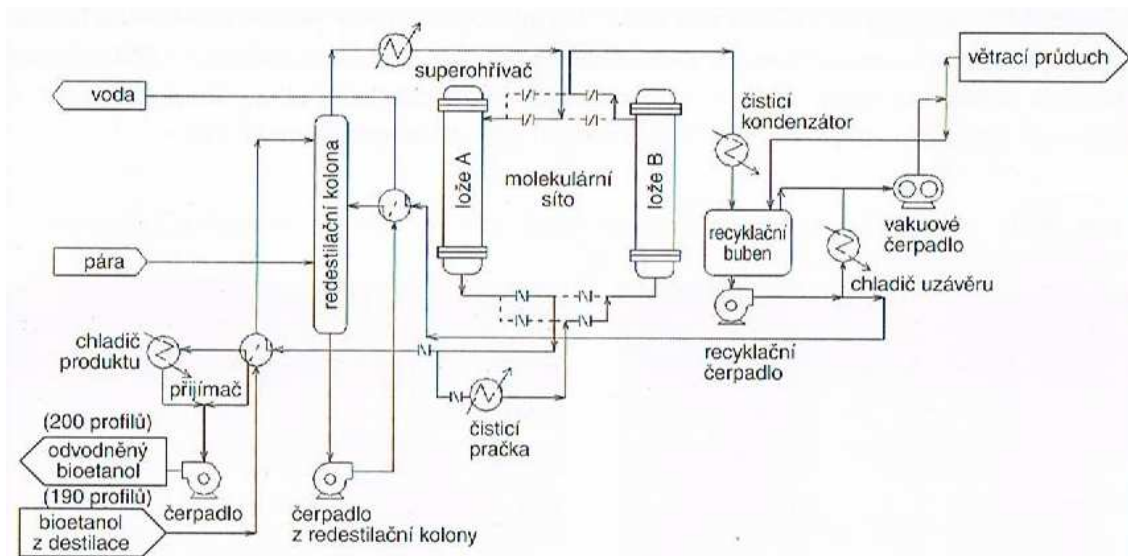 superohřívač
větrací průduch
voda
čisticí
kondenzátor
redestilační kolona
lože A
molekulární
síto
lože B
recyklační
buben
vakuové
čerpadlo
pára
chladič uzávěru
chladič
produktu
přijímač
recyklační
čerpadlo
čisticí
pračka
(200 profilů)
odvodněný
bioetanol
(190 profilů)
čerpadlo
čerpadlo
z redestilační kolony
bioetanol
z destilace